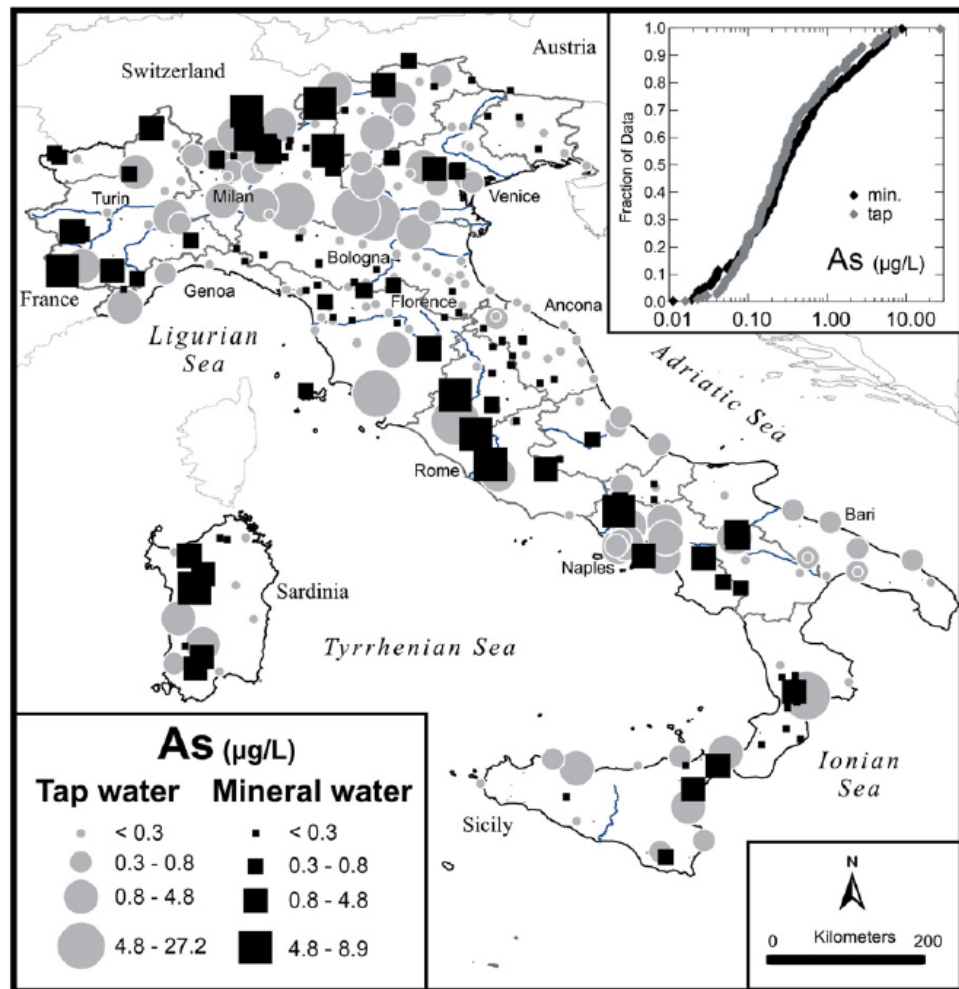 Austria
Switzerland
Turin
Milan
Venice
Bologna
France
Genoa
Florence
Ancona
Ligurian
Sea
Adriatic Sea
Rome
Bari
Naples
Sardinia
Tyrrhenian Sea
Ionian
Sea
Sicily
Fraction of Data
1.0
0.9
0.8
0.7
0.6
0.5
0.4
0.3
0.2
0.1
0.0
min.
tap
As (µg/L)
0.01 0.10 1.00 10.00
As (µg/L)
Tap water Mineral water
< 0.3 < 0.3
0.3 - 0.8 0.3 - 0.8
0.8 - 4.8 0.8 - 4.8
4.8 - 27.2 4.8 - 8.9
N
0 Kilometers 200